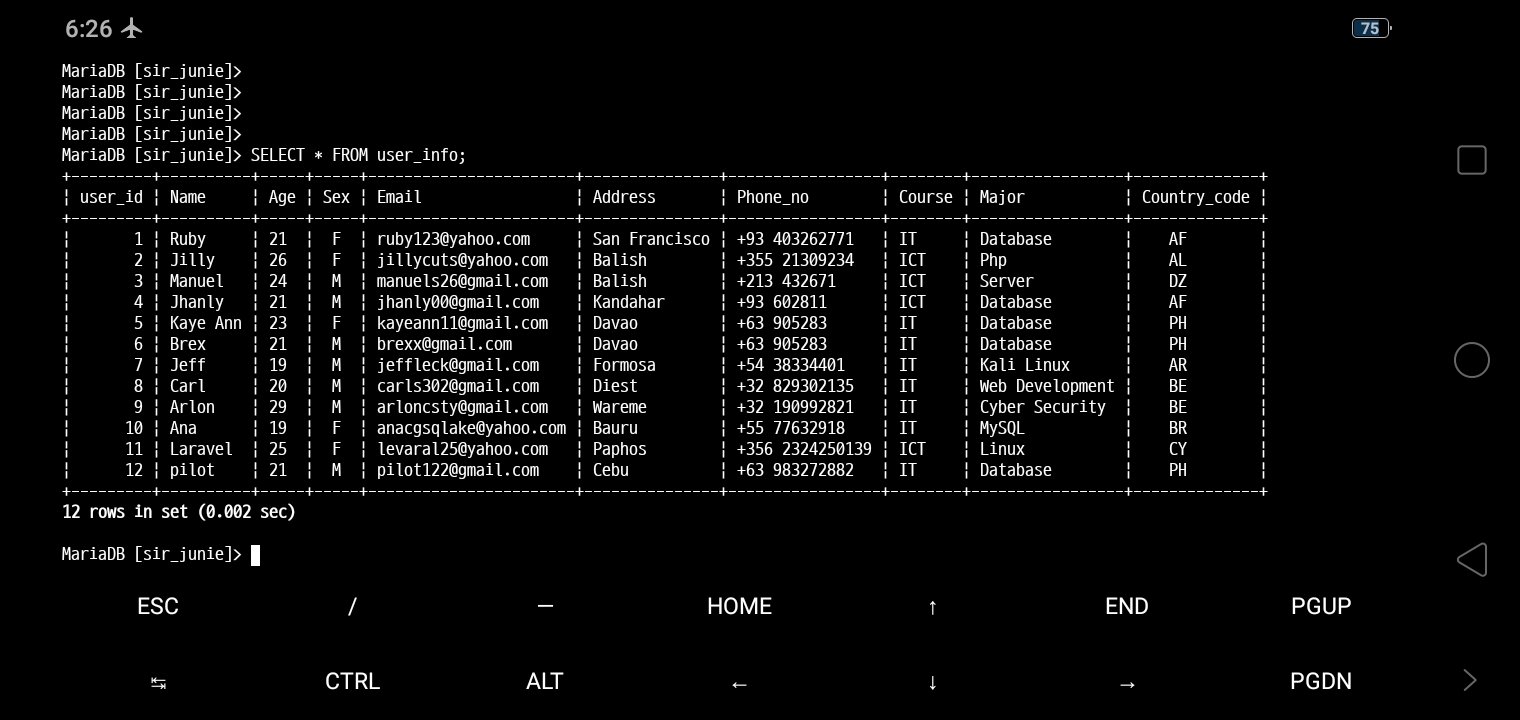 6:26 75
MariaDB [sir_junie]>
MariaDB [sir_junie]>
MariaDB [sir_junie]>
MariaDB [sir_junie]>
MariaDB [sir_junie]> SELECT * FROM user_info;
+---------+----------+-----+-----+-----------------------+---------------+-----------------+--------+-----------------+--------------+
¦ user_id ¦ Name     ¦ Age ¦ Sex ¦ Email                 ¦ Address       ¦ Phone_no        ¦ Course ¦ Major           ¦ Country_code ¦
+---------+----------+-----+-----+-----------------------+---------------+-----------------+--------+-----------------+--------------+
¦       1 ¦ Ruby     ¦ 21  ¦  F  ¦ ruby123@yahoo.com     ¦ San Francisco ¦ +93 403262771   ¦ IT     ¦ Database        ¦    AF        ¦
¦       2 ¦ Jilly    ¦ 26  ¦  F  ¦ jillycuts@yahoo.com   ¦ Balish        ¦ +355 21309234   ¦ ICT    ¦ Php             ¦    AL        ¦
¦       3 ¦ Manuel   ¦ 24  ¦  M  ¦ manuels26@gmail.com   ¦ Balish        ¦ +213 432671     ¦ ICT    ¦ Server          ¦    DZ        ¦
¦       4 ¦ Jhanly   ¦ 21  ¦  M  ¦ jhanly00@gmail.com    ¦ Kandahar      ¦ +93 602811      ¦ ICT    ¦ Database        ¦    AF        ¦
¦       5 ¦ Kaye Ann ¦ 23  ¦  F  ¦ kayeann11@gmail.com   ¦ Davao         ¦ +63 905283      ¦ IT     ¦ Database        ¦    PH        ¦
¦       6 ¦ Brex     ¦ 21  ¦  M  ¦ brexx@gmail.com       ¦ Davao         ¦ +63 905283      ¦ IT     ¦ Database        ¦    PH        ¦
¦       7 ¦ Jeff     ¦ 19  ¦  M  ¦ jeffleck@gmail.com    ¦ Formosa       ¦ +54 38334401    ¦ IT     ¦ Kali Linux      ¦    AR        ¦
¦       8 ¦ Carl     ¦ 20  ¦  M  ¦ carls302@gmail.com    ¦ Diest         ¦ +32 829302135   ¦ IT     ¦ Web Development ¦    BE        ¦
¦       9 ¦ Arlon    ¦ 29  ¦  M  ¦ arloncsty@gmail.com   ¦ Wareme        ¦ +32 190992821   ¦ IT     ¦ Cyber Security  ¦    BE        ¦
¦      10 ¦ Ana      ¦ 19  ¦  F  ¦ anacgsqlake@yahoo.com ¦ Bauru         ¦ +55 77632918    ¦ IT     ¦ MySQL           ¦    BR        ¦
¦      11 ¦ Laravel  ¦ 25  ¦  F  ¦ levaral25@yahoo.com   ¦ Paphos        ¦ +356 2324250139 ¦ ICT    ¦ Linux           ¦    CY        ¦
¦      12 ¦ pilot    ¦ 21  ¦  M  ¦ pilot122@gmail.com    ¦ Cebu          ¦ +63 983272882   ¦ IT     ¦ Database        ¦    PH        ¦
+---------+----------+-----+-----+-----------------------+---------------+-----------------+--------+-----------------+--------------+
12 rows in set (0.002 sec)
MariaDB [sir_junie]>
ESC / — HOME ↑ END PGUP
↹ CTRL ALT ← ↓ → PGDN